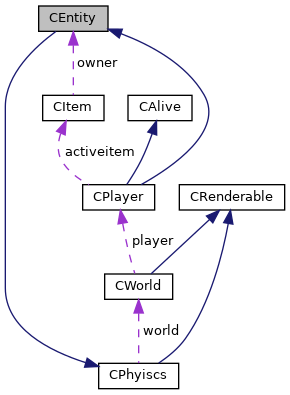 CEntity
owner
CItem
CAlive
activeitem
CPlayer
CRenderable
player
CWorld
world
CPhyiscs